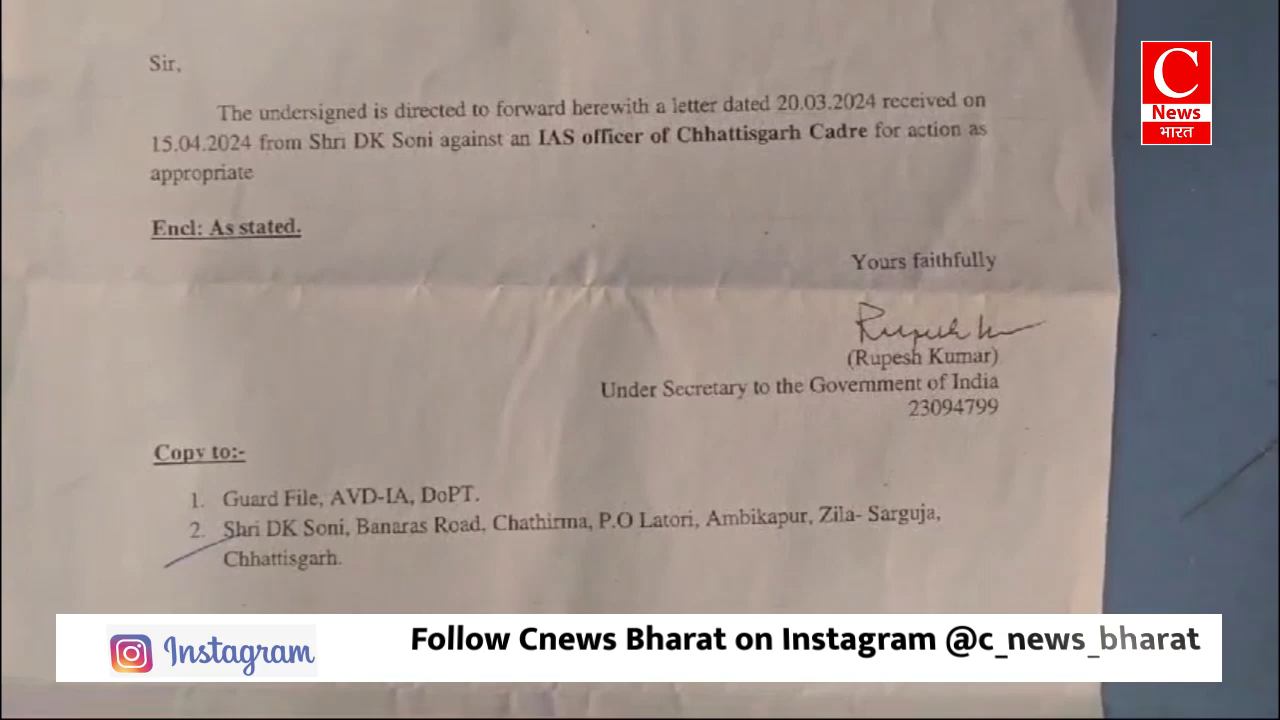 Sir,
The undersigned is directed to forward herewith a letter dated 20.03.2024 received on
15.04.2024 from Shri DK Soni against an IAS officer of Chhattisgarh Cadre for action as
appropriate
Encl: As stated.
Yours faithfully
Rupesh K
(Rupesh Kumar)
Under Secretary to the Government of India
23094799
Copy to:-
1. Guard File, AVD-IA, DoPT.
2. Shri DK Soni, Banaras Road, Chathirma, P.O Latori, Ambikapur, Zila- Sarguja,
Chhattisgarh.
C
News
भारत
Instagram
Follow Cnews Bharat on Instagram @c_news_bharat